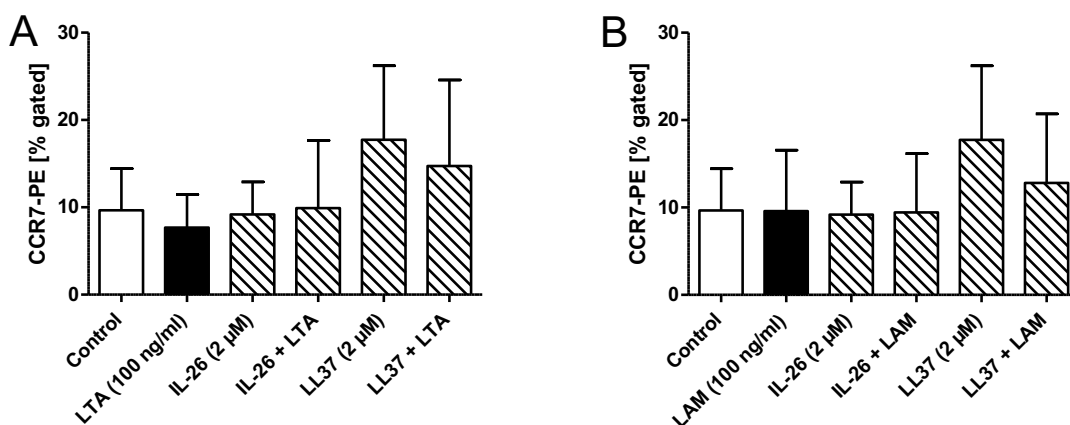 A
CCR7-PE [% gated]
30
20
10
0
Control
LTA (100 ng/ml)
IL-26 (2 µM)
IL-26 + LTA
LL37 (2 µM)
LL37 + LTA
B
CCR7-PE [% gated]
30
20
10
0
Control
LAM (100 ng/ml)
IL-26 (2 µM)
IL-26 + LAM
LL37 (2 µM)
LL37 + LAM